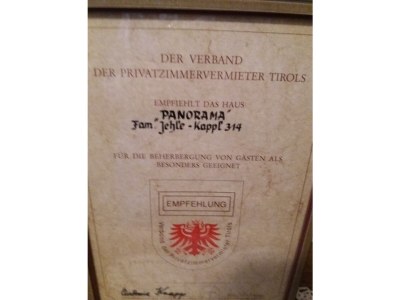 DER VERBAND
DER PRIVATZIMMERVERMIETER TIROLS
EMPFIEHLT DAS HAUS
"PANORAMA"
Fam. Jehle - Kappl 314
FÜR DIE BEHERBERGUNG VON GÄSTEN ALS
BESONDERS GEEIGNET
EMPFEHLUNG